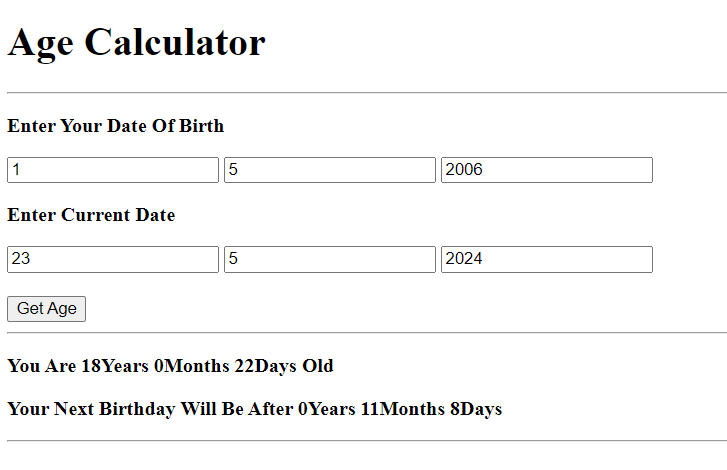 Age Calculator
Enter Your Date Of Birth
1 5 2006
Enter Current Date
23 5 2024
Get Age
You Are 18Years 0Months 22Days Old
Your Next Birthday Will Be After 0Years 11Months 8Days